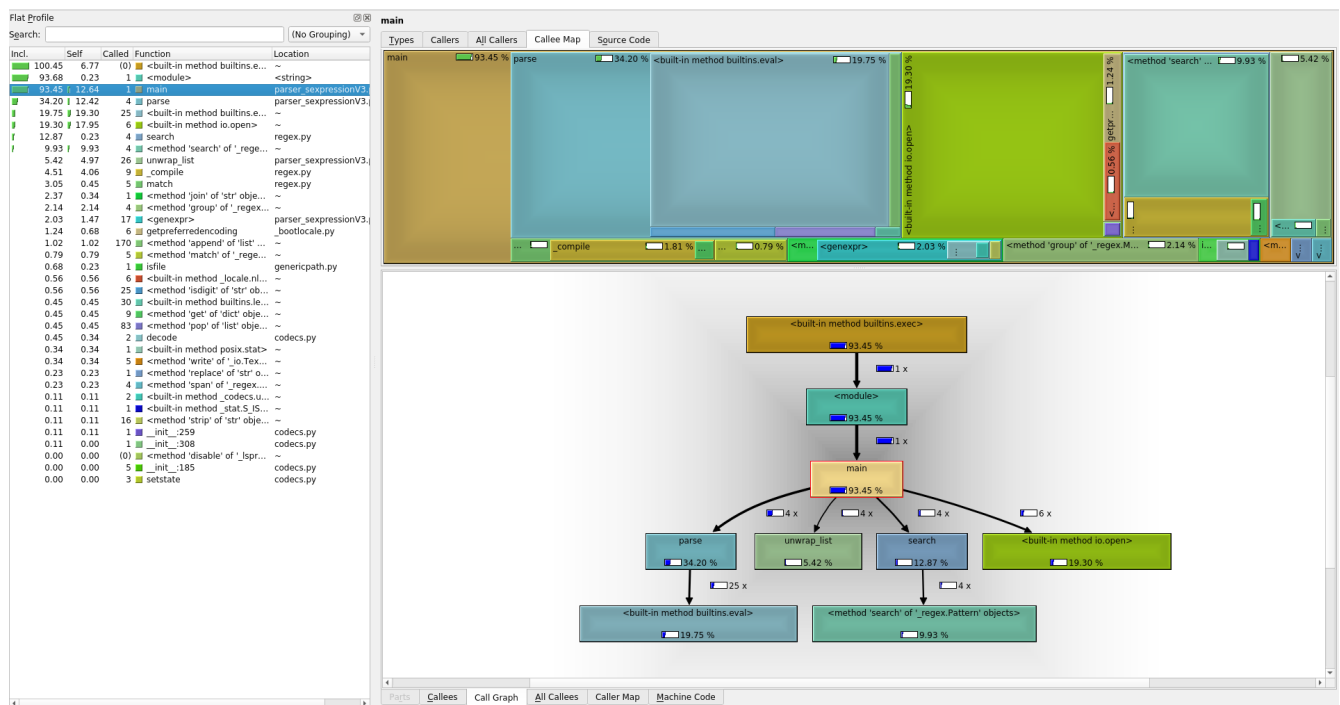 Flat Profile
Search: (No Grouping)
Incl. Self Called Function Location
100.45 6.77 (0) <built-in method builtins.e... ~
93.68 0.23 1 <module> <string>
93.45 12.64 1 main parser_sexpressionV3.
34.20 12.42 4 parse parser_sexpressionV3.
19.75 19.30 25 <built-in method builtins.e... ~
19.30 17.95 6 <built-in method io.open> ~
12.87 0.23 4 search regex.py
9.93 9.93 4 <method 'search' of '_rege... ~
5.42 4.97 26 unwrap_list parser_sexpressionV3.
4.51 4.06 9 _compile regex.py
3.05 0.45 5 match regex.py
2.37 0.34 1 <method 'join' of 'str' obje... ~
2.14 2.14 4 <method 'group' of '_regex... ~
2.03 1.47 17 <genexpr> parser_sexpressionV3.
1.24 0.68 6 getpreferredencoding _bootlocale.py
1.02 1.02 170 <method 'append' of 'list' ... ~
0.79 0.79 5 <method 'match' of '_rege... ~
0.68 0.23 1 isfile genericpath.py
0.56 0.56 6 <built-in method _locale.nl... ~
0.56 0.56 25 <method 'isdigit' of 'str' ob... ~
0.45 0.45 30 <built-in method builtins.le... ~
0.45 0.45 9 <method 'get' of 'dict' obje... ~
0.45 0.45 83 <method 'pop' of 'list' obje... ~
0.45 0.45 2 decode codecs.py
0.34 0.34 1 <built-in method posix.stat> ~
0.34 0.34 5 <method 'write' of '_io.Tex... ~
0.23 0.23 1 <method 'replace' of 'str' o... ~
0.23 0.23 4 <method 'span' of '_regex.... ~
0.11 0.11 2 <built-in method _codecs.u... ~
0.11 0.11 1 <built-in method _stat.S_IS... ~
0.11 0.11 16 <method 'strip' of 'str' obje... ~
0.11 0.11 1 __init__:259 codecs.py
0.11 0.00 1 __init__:308 codecs.py
0.00 0.00 (0) <method 'disable' of '_lspr... ~
0.00 0.00 5 __init__:185 codecs.py
0.00 0.00 3 setstate codecs.py
main
Types Callers All Callers Callee Map Source Code
main 93.45 %
parse 34.20 %
<built-in method builtins.eval> 19.75 %
<built-in method io.open> 19.30 %
getpr... 1.24 %
<... 0.56 %
<method 'search' ... 9.93 %
5.42 %
<...
...
_compile 1.81 %
...
... 0.79 %
<m...
<genexpr> 2.03 %
<method 'group' of '_regex.M... 2.14 %
i...
<m...
<built-in method builtins.exec>
93.45 %
1 x
<module>
93.45 %
1 x
main
93.45 %
4 x 4 x 4 x 6 x
parse unwrap_list search <built-in method io.open>
34.20 % 5.42 % 12.87 % 19.30 %
25 x 4 x
<built-in method builtins.eval> <method 'search' of '_regex.Pattern' objects>
19.75 % 9.93 %
Parts Callees Call Graph All Callees Caller Map Machine Code